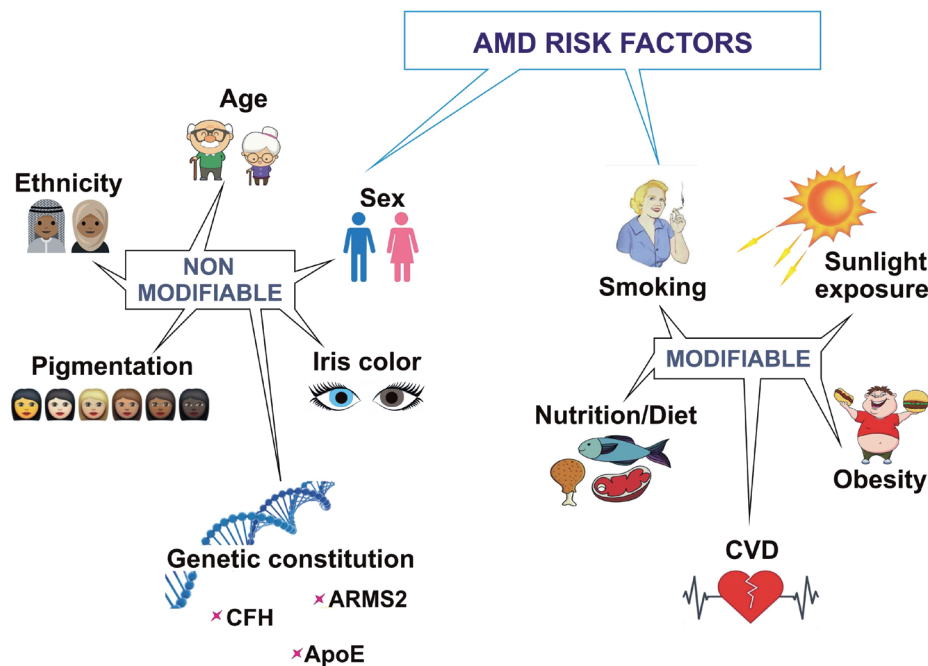 AMD RISK FACTORS
Age
Ethnicity
Sex
NON
MODIFIABLE
Pigmentation
Iris color
Genetic constitution
ARMS2
CFH
ApoE
Smoking
Sunlight
exposure
MODIFIABLE
Nutrition/Diet
Obesity
CVD